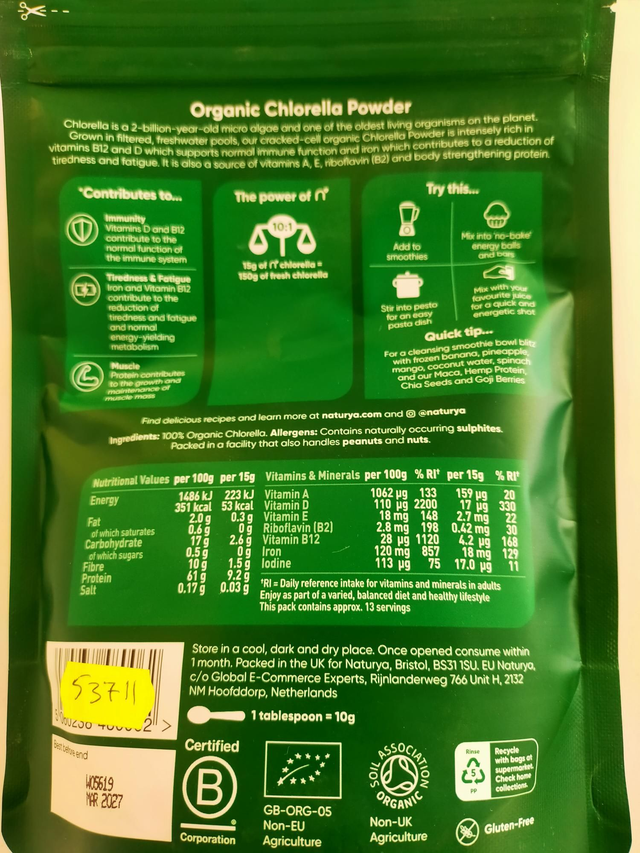 Organic Chlorella Powder
Chlorella is a 2-billion-year-old micro algae and one of the oldest living organisms on the planet.
Grown in filtered, freshwater pools, our cracked-cell organic Chlorella Powder is intensely rich in
vitamins B12 and D which supports normal immune function and iron which contributes to a reduction of
tiredness and fatigue. It is also a source of vitamins A, E, riboflavin (B2) and body strengthening protein.
*Contributes to...
Immunity
Vitamins D and B12
contribute to the
normal function of
the immune system
Tiredness & Fatigue
Iron and Vitamin B12
contribute to the
reduction of
tiredness and fatigue
and normal
energy-yielding
metabolism
Muscle
Protein contributes
to the growth and
maintenance of
muscle mass
The power of n*
10:1
15g of n* chlorella =
150g of fresh chlorella
Try this...
Add to
smoothies
Mix into 'no-bake'
energy balls
and bars
Stir into pesto
for an easy
pasta dish
Mix with your
favourite juice
for a quick and
energetic shot
Quick tip...
For a cleansing smoothie bowl blitz
with frozen banana, pineapple,
mango, coconut water, spinach
and our Maca, Hemp Protein,
Chia Seeds and Goji Berries
Find delicious recipes and learn more at naturya.com and @naturya
Ingredients: 100% Organic Chlorella. Allergens: Contains naturally occurring sulphites.
Packed in a facility that also handles peanuts and nuts.
Nutritional Values per 100g per 15g
Energy 1486 kJ 223 kJ
351 kcal 53 kcal
Fat 2.0 g 0.3 g
of which saturates 0.6 g 0 g
Carbohydrate 17 g 2.6 g
of which sugars 0.5 g 0 g
Fibre 10 g 1.5 g
Protein 61 g 9.2 g
Salt 0.17 g 0.03 g
Vitamins & Minerals per 100g % RI† per 15g % RI†
Vitamin A 1062 µg 133 159 µg 20
Vitamin D 110 µg 2200 17 µg 330
Vitamin E 18 mg 148 2.7 mg 22
Riboflavin (B2) 2.8 mg 198 0.42 mg 30
Vitamin B12 28 µg 1120 4.2 µg 168
Iron 120 mg 857 18 mg 129
Iodine 113 µg 75 17.0 µg 11
†RI = Daily reference intake for vitamins and minerals in adults
Enjoy as part of a varied, balanced diet and healthy lifestyle
This pack contains approx. 13 servings
Store in a cool, dark and dry place. Once opened consume within
1 month. Packed in the UK for Naturya, Bristol, BS31 1SU. EU Naturya,
c/o Global E-Commerce Experts, Rijnlanderweg 766 Unit H, 2132
NM Hoofddorp, Netherlands
53711
1 tablespoon = 10g
Best before end
W05619
MAR 2027
Certified
B
Corporation
GB-ORG-05
Non-EU
Agriculture
SOIL ASSOCIATION
ORGANIC
Non-UK
Agriculture
Rinse
5
PP
Recycle
with bags at
supermarket.
Check home
collections.
Gluten-Free